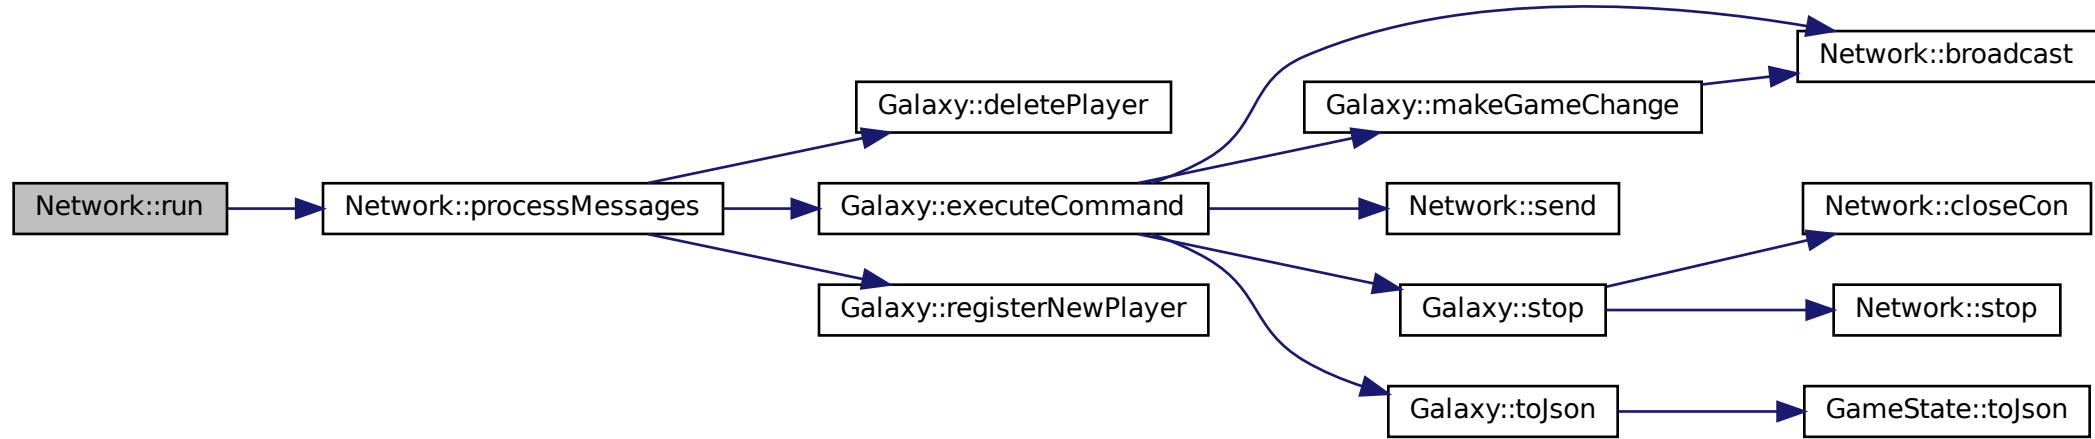 Network::run
Network::processMessages
Galaxy::deletePlayer
Galaxy::executeCommand
Galaxy::registerNewPlayer
Network::broadcast
Galaxy::makeGameChange
Network::send
Galaxy::stop
Network::closeCon
Network::stop
Galaxy::toJson
GameState::toJson